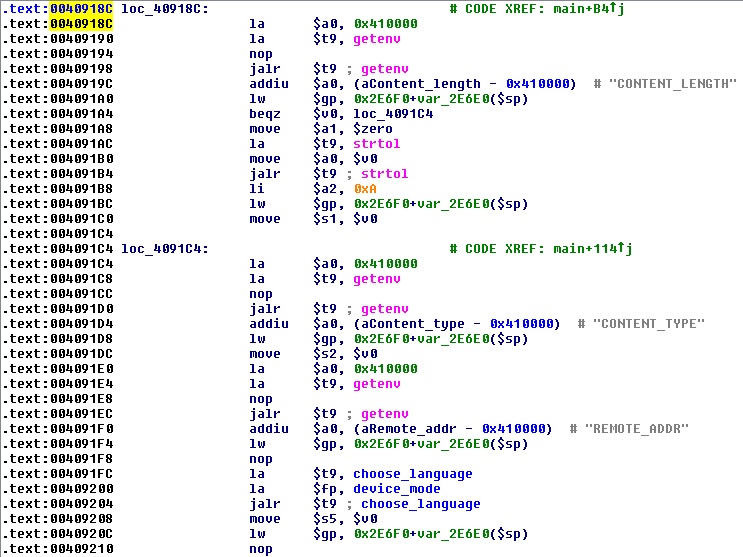 .text:0040918C loc_40918C:                              # CODE XREF: main+B4↑j
.text:0040918C                 la      $a0, 0x410000
.text:00409190                 la      $t9, getenv
.text:00409194                 nop
.text:00409198                 jalr    $t9 ; getenv
.text:0040919C                 addiu   $a0, (aContent_length - 0x410000)  # "CONTENT_LENGTH"
.text:004091A0                 lw      $gp, 0x2E6F0+var_2E6E0($sp)
.text:004091A4                 beqz    $v0, loc_4091C4
.text:004091A8                 move    $a1, $zero
.text:004091AC                 la      $t9, strtol
.text:004091B0                 move    $a0, $v0
.text:004091B4                 jalr    $t9 ; strtol
.text:004091B8                 li      $a2, 0xA
.text:004091BC                 lw      $gp, 0x2E6F0+var_2E6E0($sp)
.text:004091C0                 move    $s1, $v0
.text:004091C4
.text:004091C4 loc_4091C4:                              # CODE XREF: main+114↑j
.text:004091C4                 la      $a0, 0x410000
.text:004091C8                 la      $t9, getenv
.text:004091CC                 nop
.text:004091D0                 jalr    $t9 ; getenv
.text:004091D4                 addiu   $a0, (aContent_type - 0x410000)  # "CONTENT_TYPE"
.text:004091D8                 lw      $gp, 0x2E6F0+var_2E6E0($sp)
.text:004091DC                 move    $s2, $v0
.text:004091E0                 la      $a0, 0x410000
.text:004091E4                 la      $t9, getenv
.text:004091E8                 nop
.text:004091EC                 jalr    $t9 ; getenv
.text:004091F0                 addiu   $a0, (aRemote_addr - 0x410000)  # "REMOTE_ADDR"
.text:004091F4                 lw      $gp, 0x2E6F0+var_2E6E0($sp)
.text:004091F8                 nop
.text:004091FC                 la      $t9, choose_language
.text:00409200                 la      $fp, device_mode
.text:00409204                 jalr    $t9 ; choose_language
.text:00409208                 move    $s5, $v0
.text:0040920C                 lw      $gp, 0x2E6F0+var_2E6E0($sp)
.text:00409210                 nop